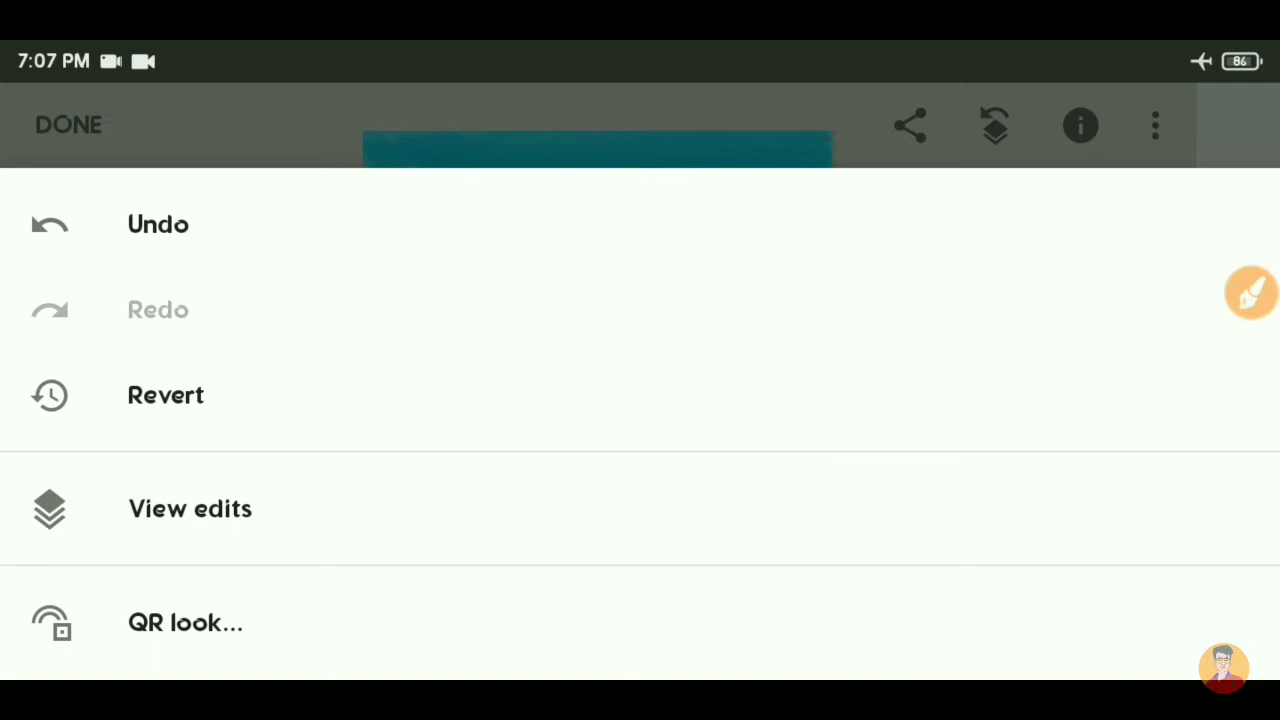 7:07 PM
86
DONE
Undo
Redo
Revert
View edits
QR look...